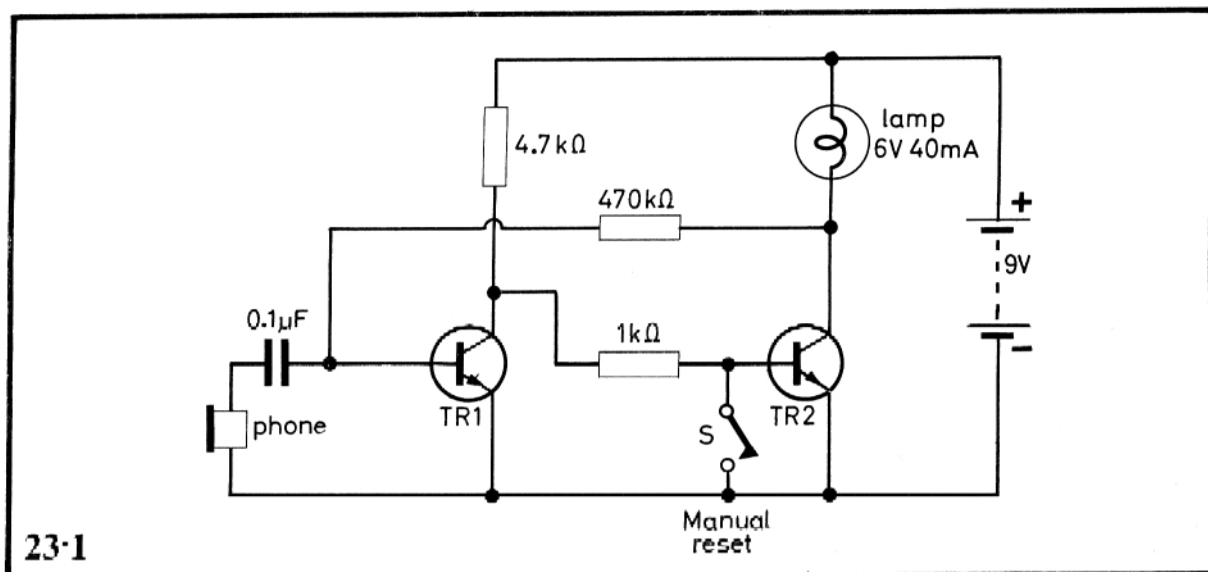 lamp
6V 40mA
4.7kΩ
470kΩ
+
9V
0.1μF
1kΩ
−
TR1
TR2
phone
S
Manual
reset
23·1